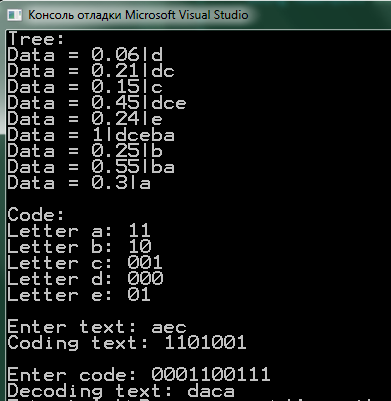 Консоль отладки Microsoft Visual Studio
Tree:
Data = 0.06|d
Data = 0.21|dc
Data = 0.15|c
Data = 0.45|dce
Data = 0.24|e
Data = 1|dceba
Data = 0.25|b
Data = 0.55|ba
Data = 0.3|a
Code:
Letter a: 11
Letter b: 10
Letter c: 001
Letter d: 000
Letter e: 01
Enter text: aec
Coding text: 1101001
Enter code: 0001100111
Decoding text: daca